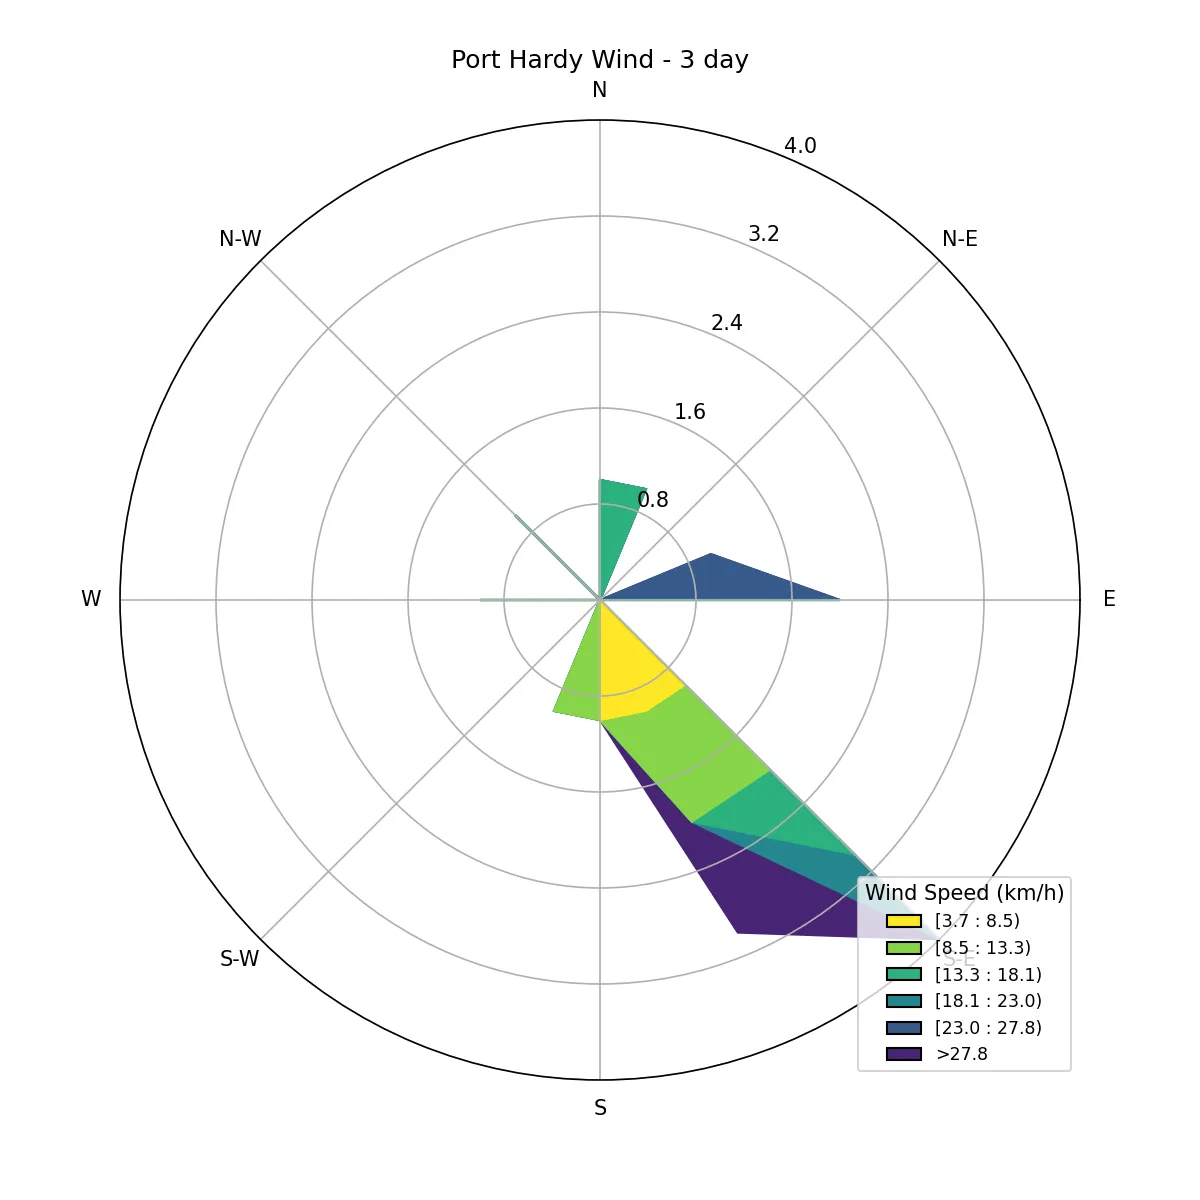 Port Hardy Wind - 3 day
N
4.0
3.2
N-W
N-E
2.4
1.6
0.8
W
E
Wind Speed (km/h)
[3.7 : 8.5)
[8.5 : 13.3)
S-W
S-E
[13.3 : 18.1)
[18.1 : 23.0)
[23.0 : 27.8)
>27.8
S